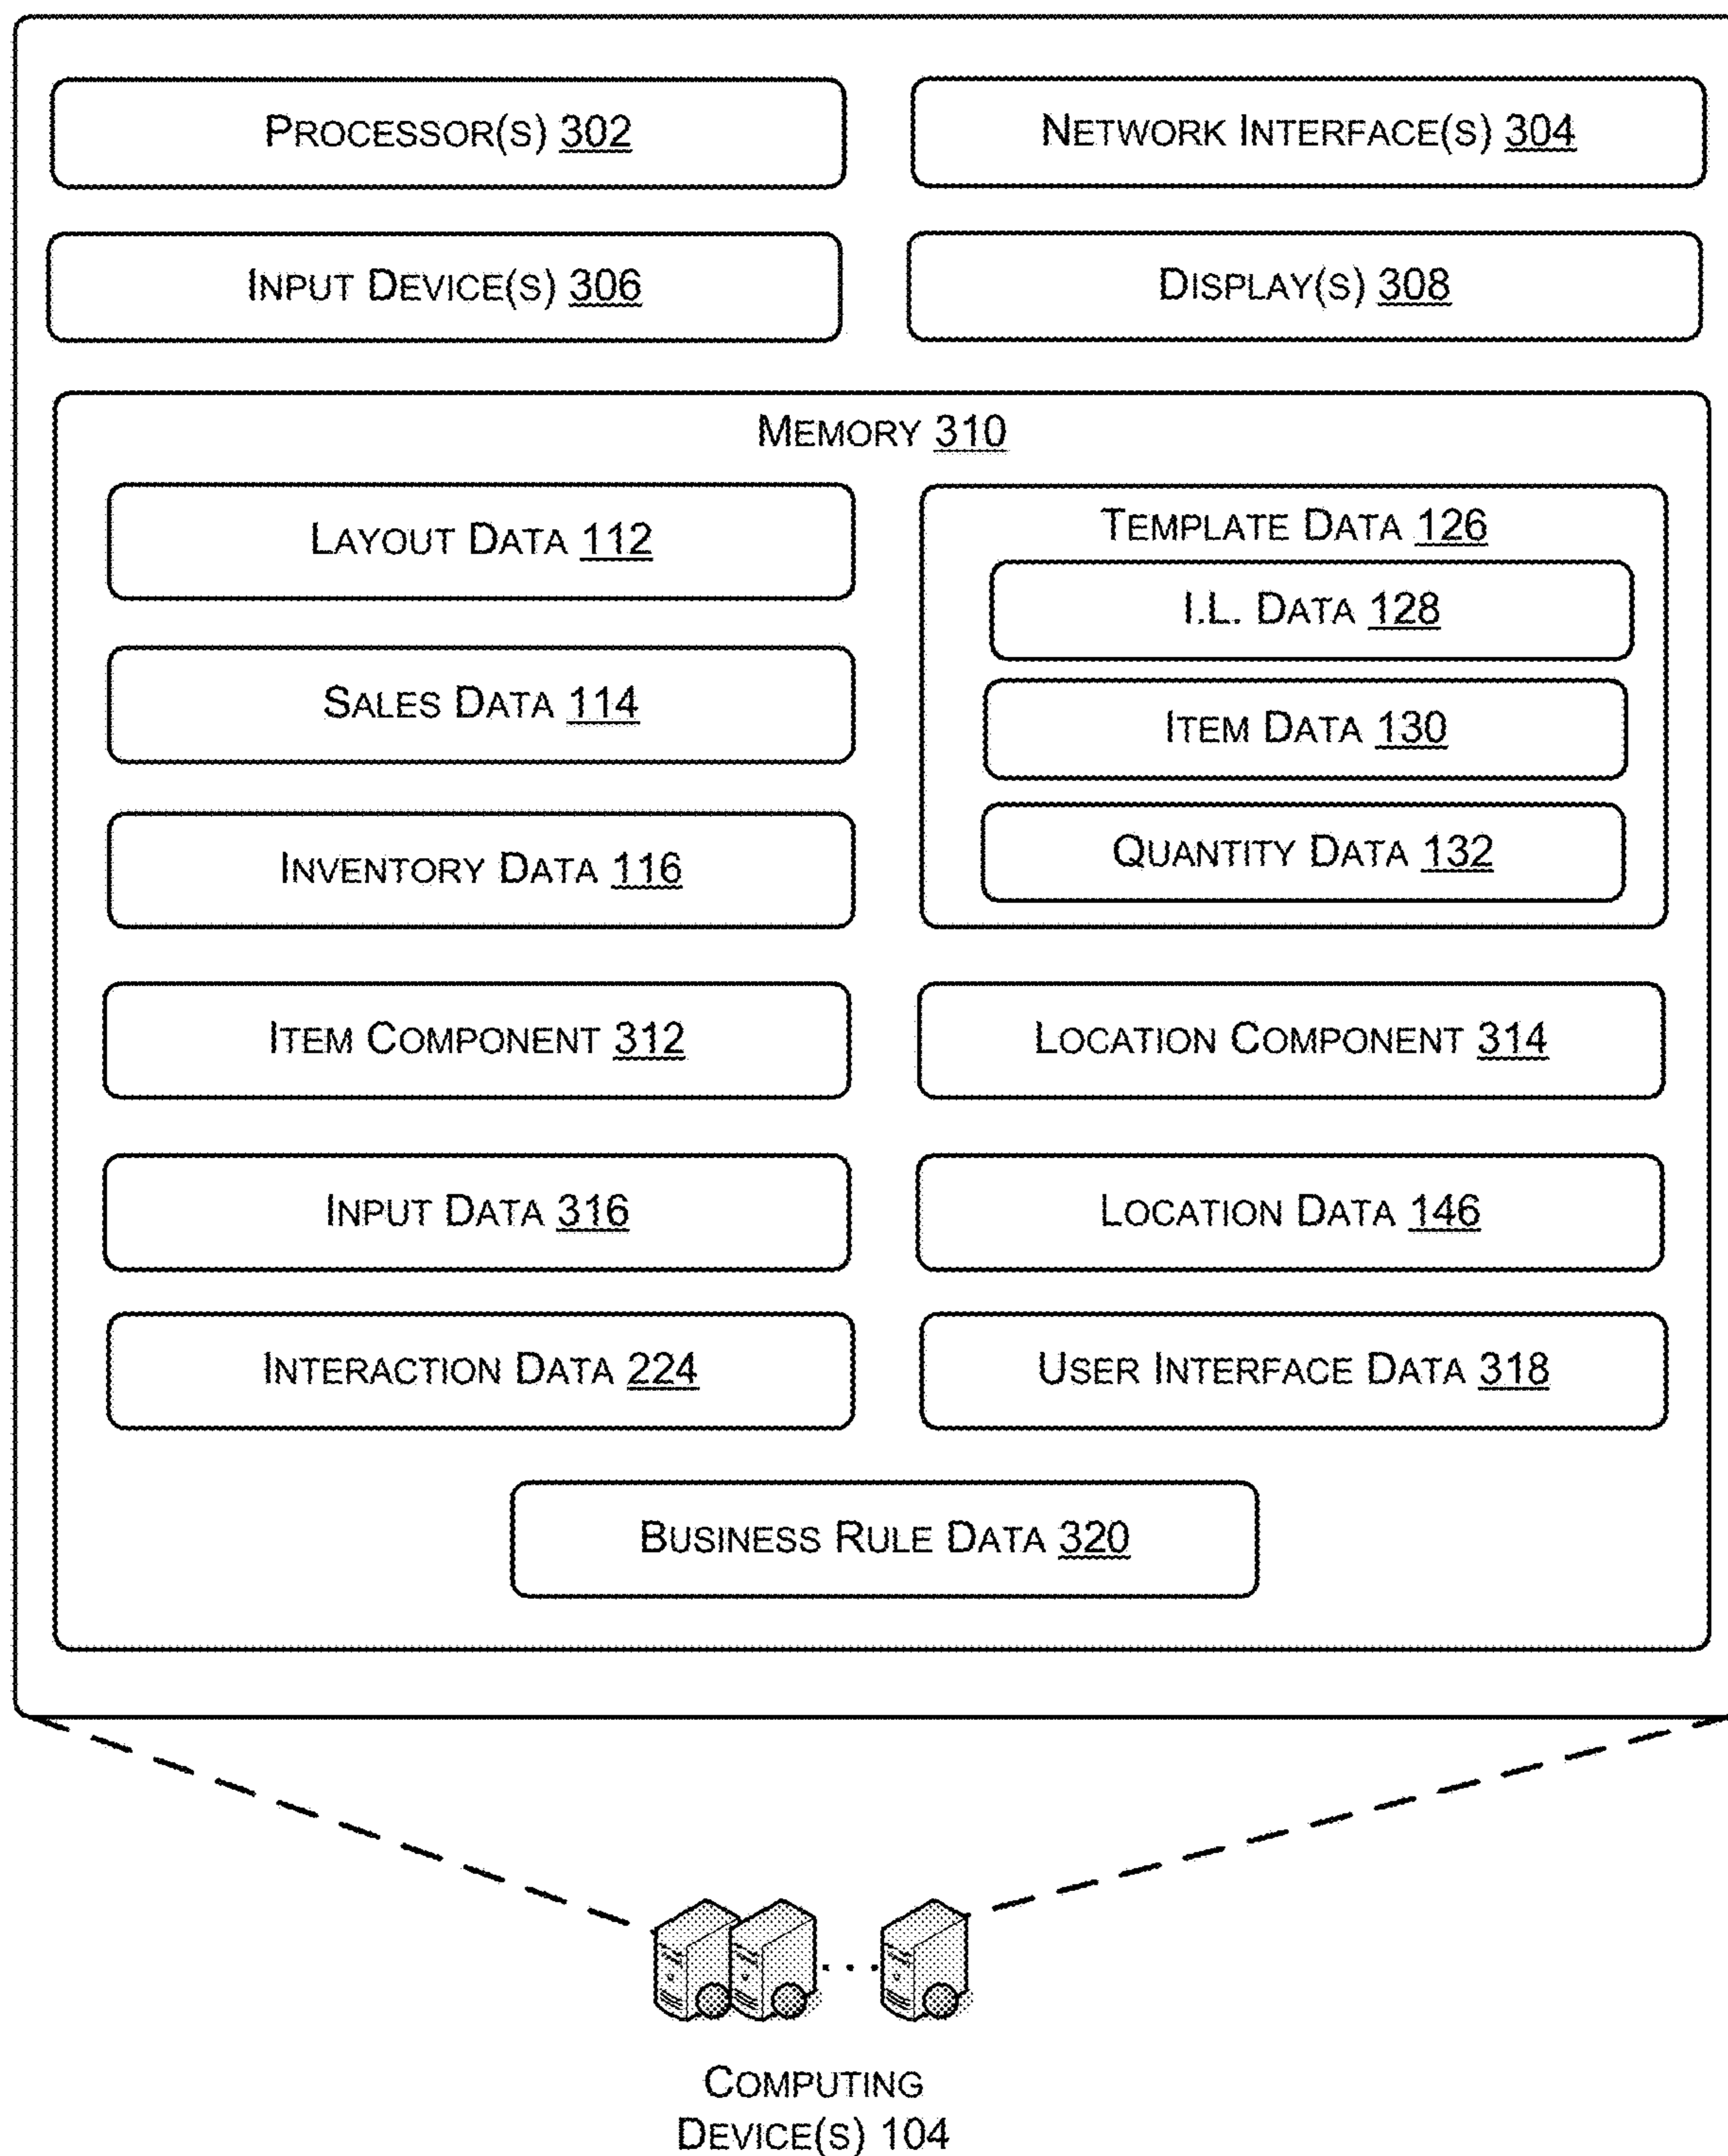 PROCESSOR(S) 302
NETWORK INTERFACE(S) 304
INPUT DEVICE(S) 306
DISPLAY(S) 308
MEMORY 310
LAYOUT DATA 112
TEMPLATE DATA 126
I.L. DATA 128
SALES DATA 114
ITEM DATA 130
INVENTORY DATA 116
QUANTITY DATA 132
ITEM COMPONENT 312
LOCATION COMPONENT 314
INPUT DATA 316
LOCATION DATA 146
INTERACTION DATA 224
USER INTERFACE DATA 318
BUSINESS RULE DATA 320
COMPUTING
DEVICE(S) 104